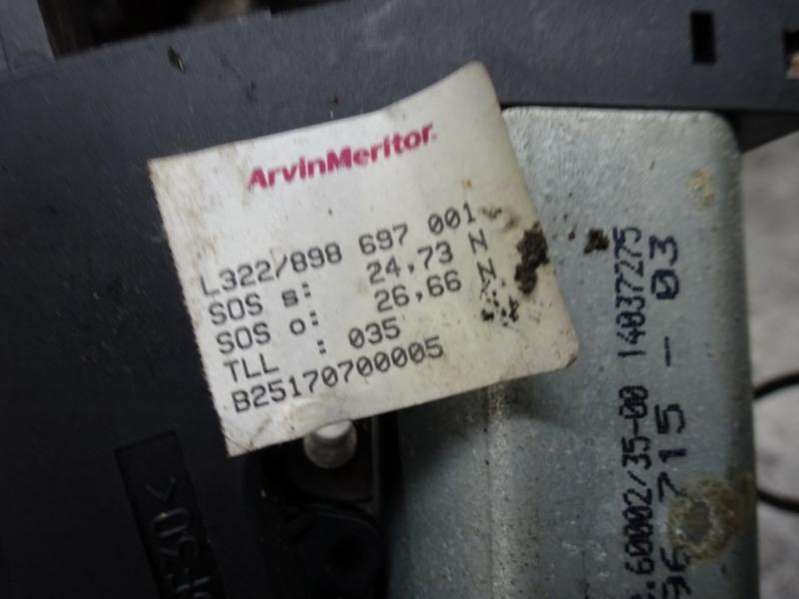 ArvinMeritor
L322/898 697 001
SOS s: 24,73 N
SOS o: 26,66 N
TLL : 035
B25170700005
.60002/35-00 14037275
715 - 03